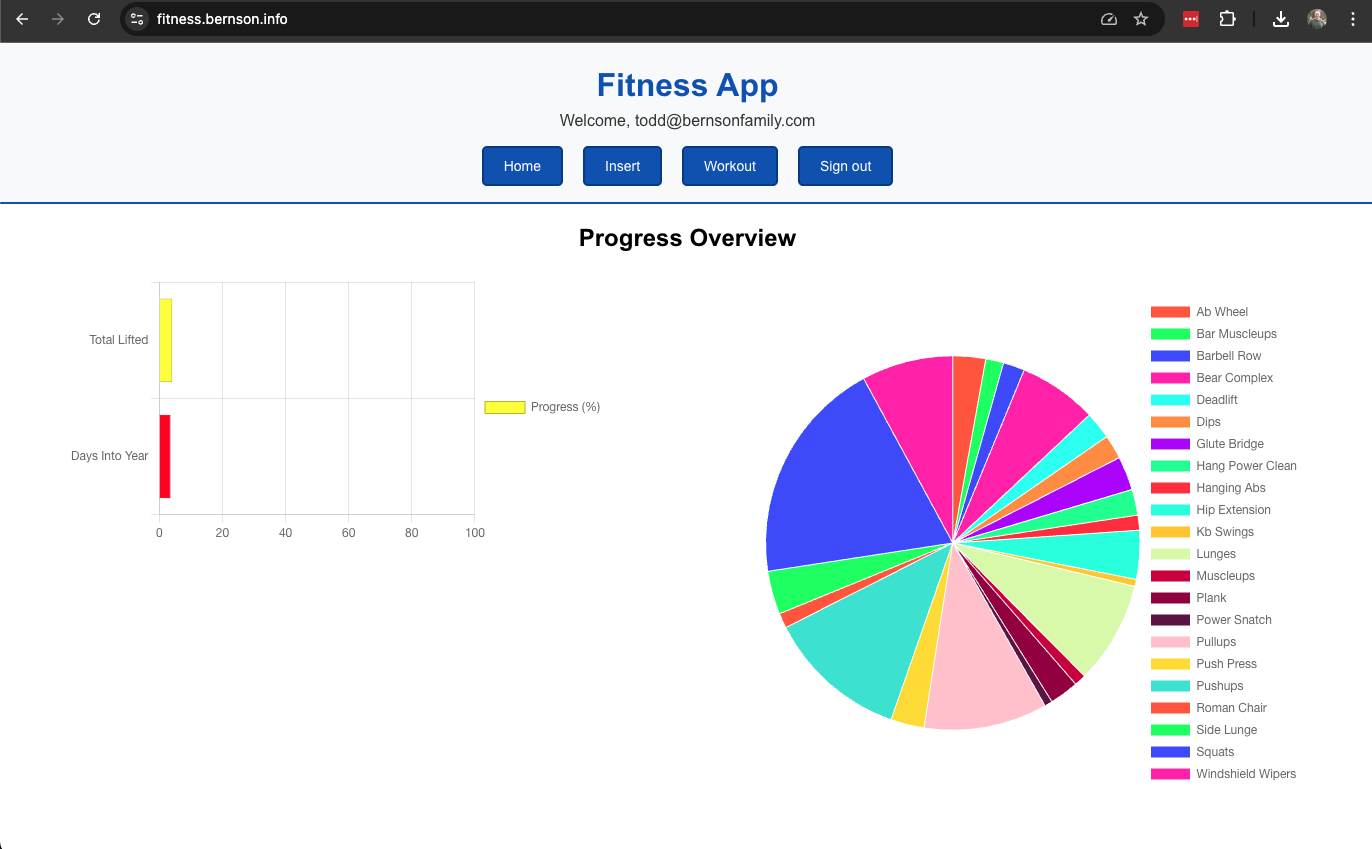 fitness.bernson.info
Fitness App
Welcome, todd@bernsonfamily.com
Home
Insert
Workout
Sign out
Progress Overview
Total Lifted
Days Into Year
0
20
40
60
80
100
Progress (%)
Ab Wheel
Bar Muscleups
Barbell Row
Bear Complex
Deadlift
Dips
Glute Bridge
Hang Power Clean
Hanging Abs
Hip Extension
Kb Swings
Lunges
Muscleups
Plank
Power Snatch
Pullups
Push Press
Pushups
Roman Chair
Side Lunge
Squats
Windshield Wipers